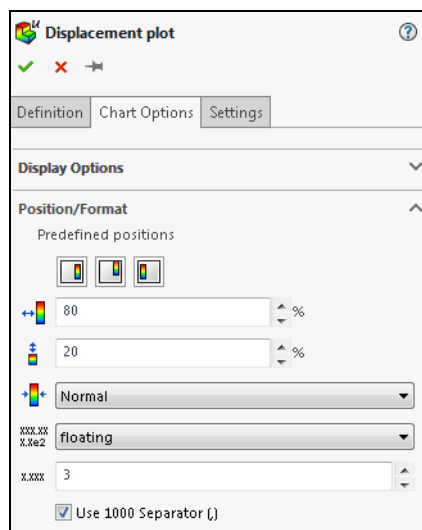 u Displacement plot ?
Definition Chart Options Settings
Display Options
Position/Format
Predefined positions
80 %
20 %
Normal
xxx.xx
x.xe2 floating
x.xxx 3
Use 1000 Separator (,)